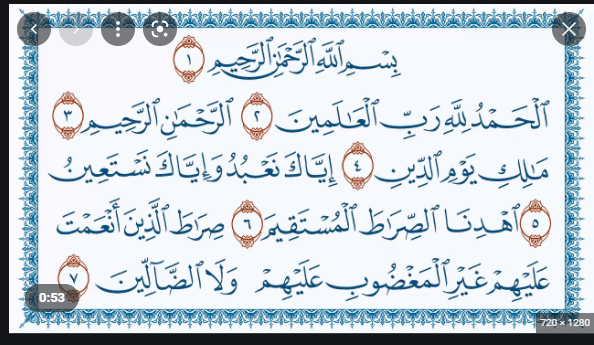 بِسْمِ ٱللَّهِ ٱلرَّحْمَٰنِ ٱلرَّحِيمِ ١
ٱلْحَمْدُ لِلَّهِ رَبِّ ٱلْعَٰلَمِينَ ٢ ٱلرَّحْمَٰنِ ٱلرَّحِيمِ ٣
مَٰلِكِ يَوْمِ ٱلدِّينِ ٤ إِيَّاكَ نَعْبُدُ وَإِيَّاكَ نَسْتَعِينُ
٥ ٱهْدِنَا ٱلصِّرَٰطَ ٱلْمُسْتَقِيمَ ٦ صِرَٰطَ ٱلَّذِينَ أَنْعَمْتَ
عَلَيْهِمْ غَيْرِ ٱلْمَغْضُوبِ عَلَيْهِمْ وَلَا ٱلضَّآلِّينَ ٧
0:53
720 × 1280